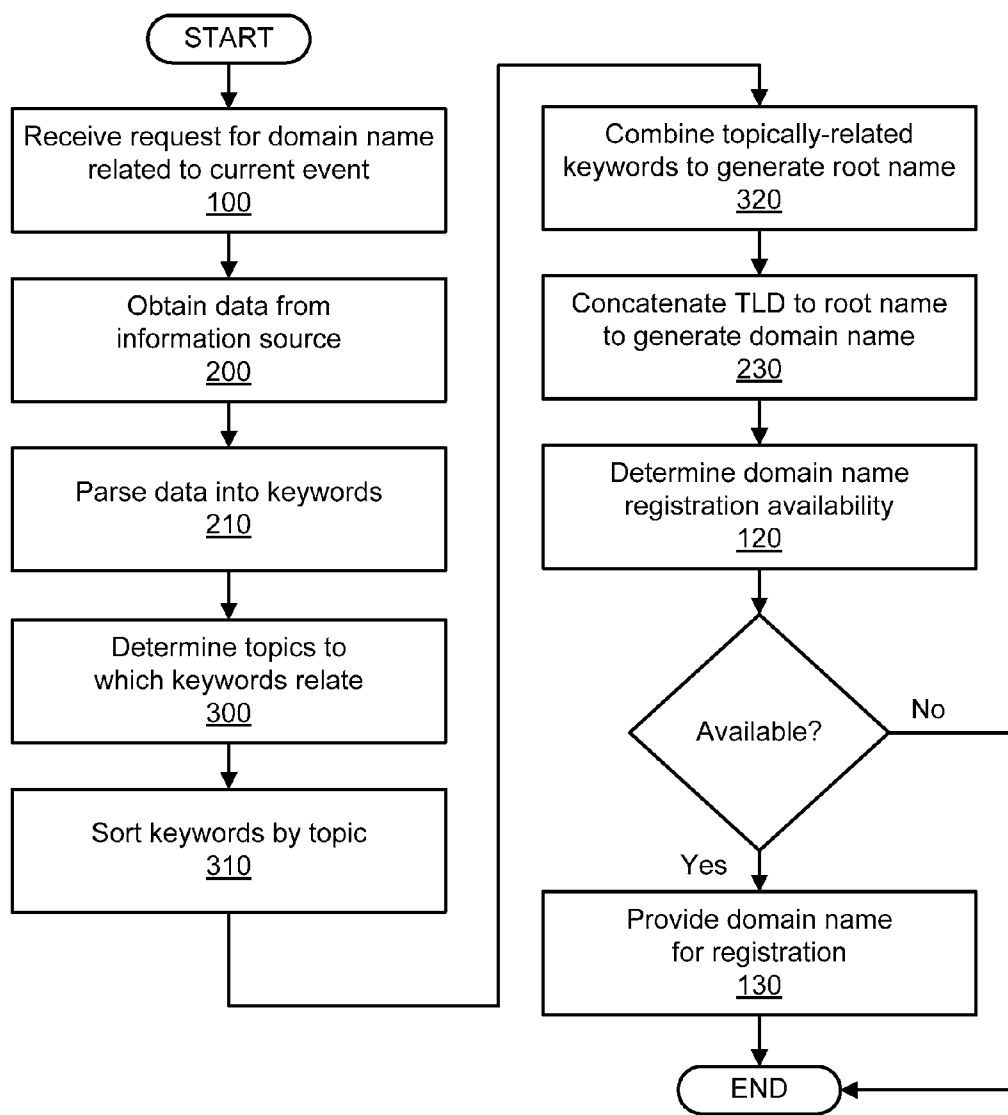 START
Receive request for domain name
related to current event
100
Obtain data from
information source
200
Parse data into keywords
210
Determine topics to
which keywords relate
300
Sort keywords by topic
310
Combine topically-related
keywords to generate root name
320
Concatenate TLD to root name
to generate domain name
230
Determine domain name
registration availability
120
Available?
No
Yes
Provide domain name
for registration
130
END